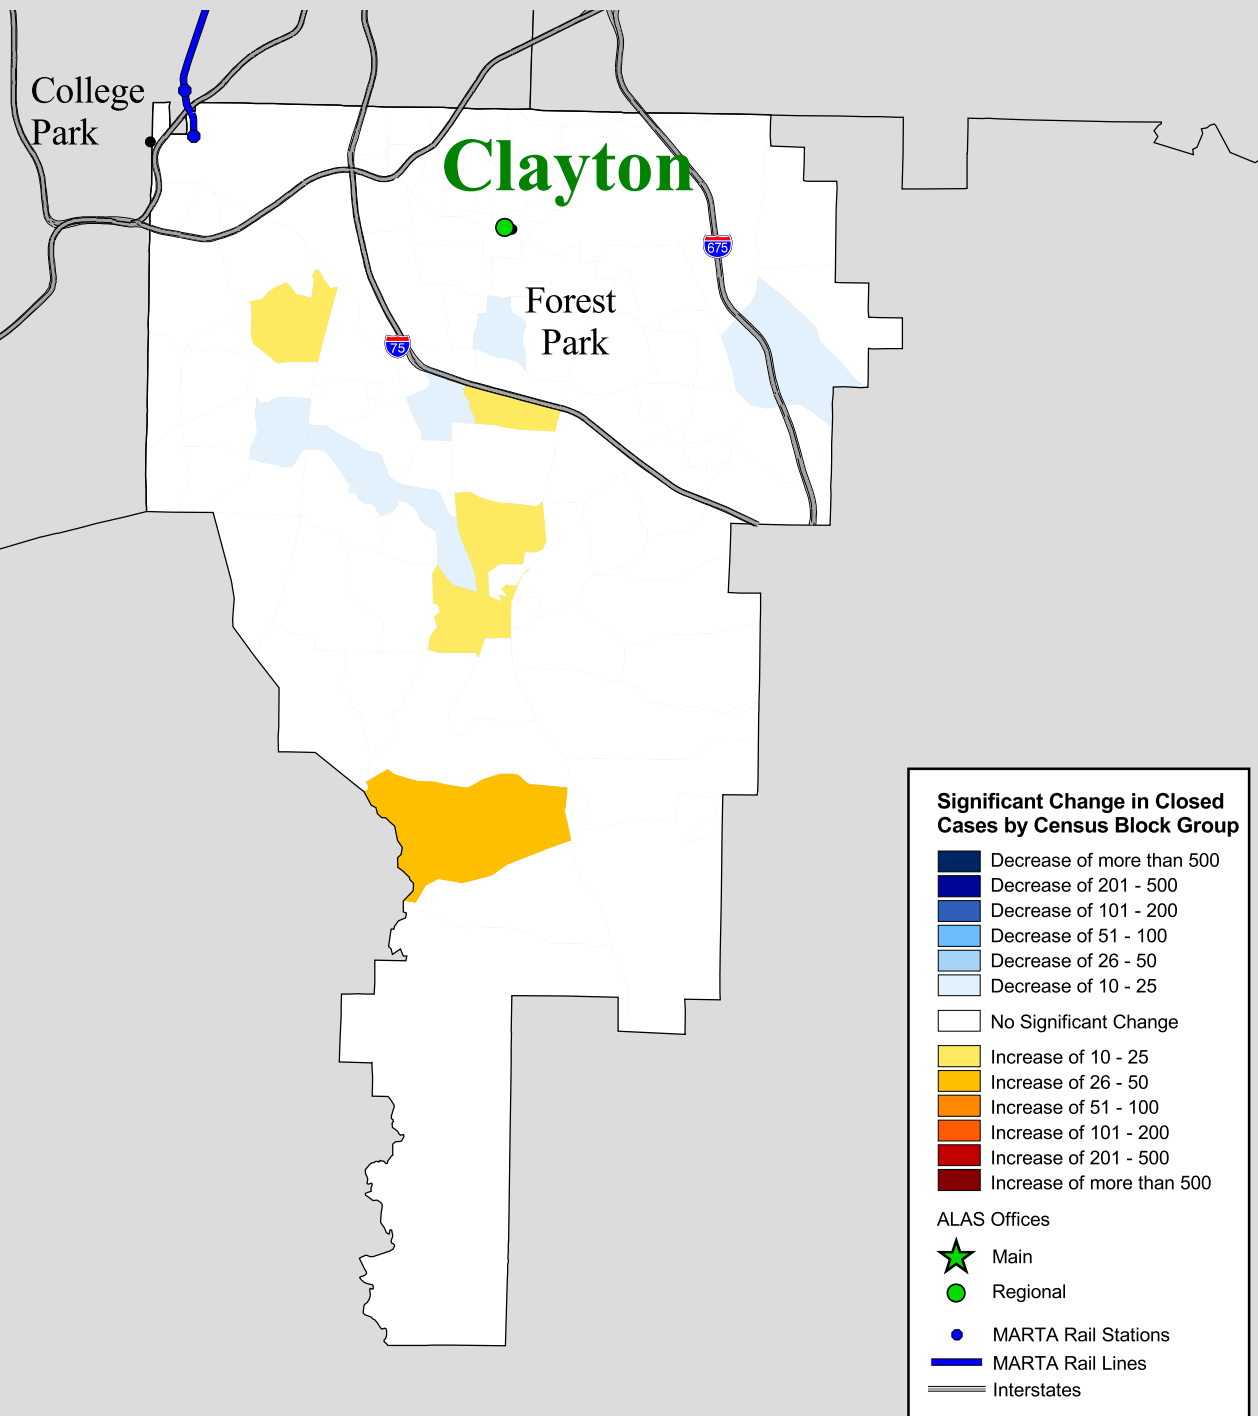 College
Park
Clayton
675
Forest
Park
75
Significant Change in Closed
Cases by Census Block Group
Decrease of more than 500
Decrease of 201 - 500
Decrease of 101 - 200
Decrease of 51 - 100
Decrease of 26 - 50
Decrease of 10 - 25
No Significant Change
Increase of 10 - 25
Increase of 26 - 50
Increase of 51 - 100
Increase of 101 - 200
Increase of 201 - 500
Increase of more than 500
ALAS Offices
Main
Regional
MARTA Rail Stations
MARTA Rail Lines
Interstates